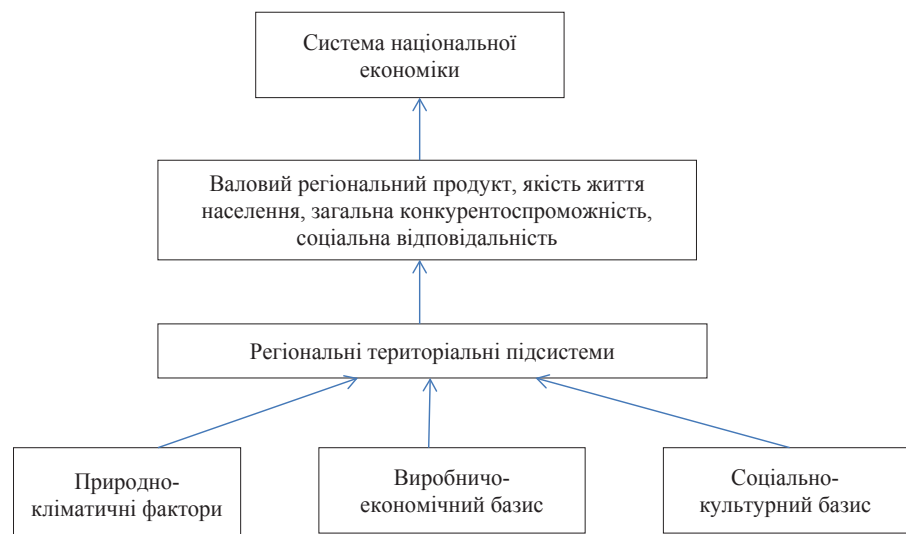 Система національної
економіки
Валовий регіональний продукт, якість життя
населення, загальна конкурентоспроможність,
соціальна відповідальність
Регіональні територіальні підсистеми
Природно-
кліматичні фактори
Виробничо-
економічний базис
Соціально-
культурний базис